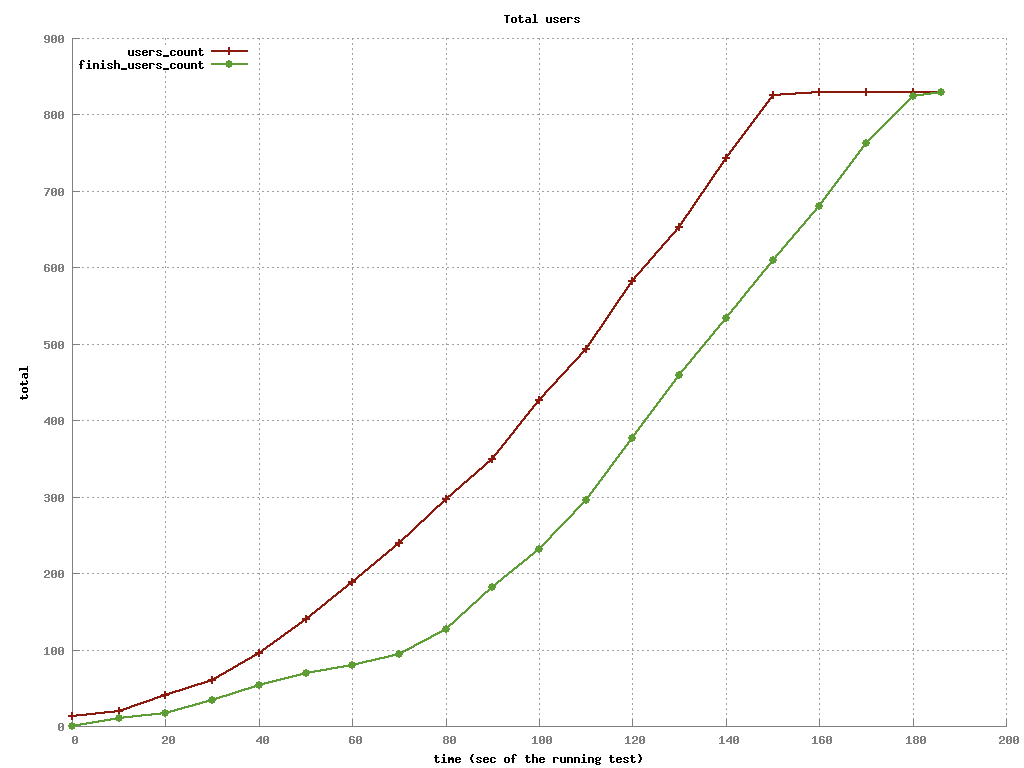 Total users
users_count
finish_users_count
900
800
700
600
500
400
300
200
100
0
total
0 20 40 60 80 100 120 140 160 180 200
time (sec of the running test)